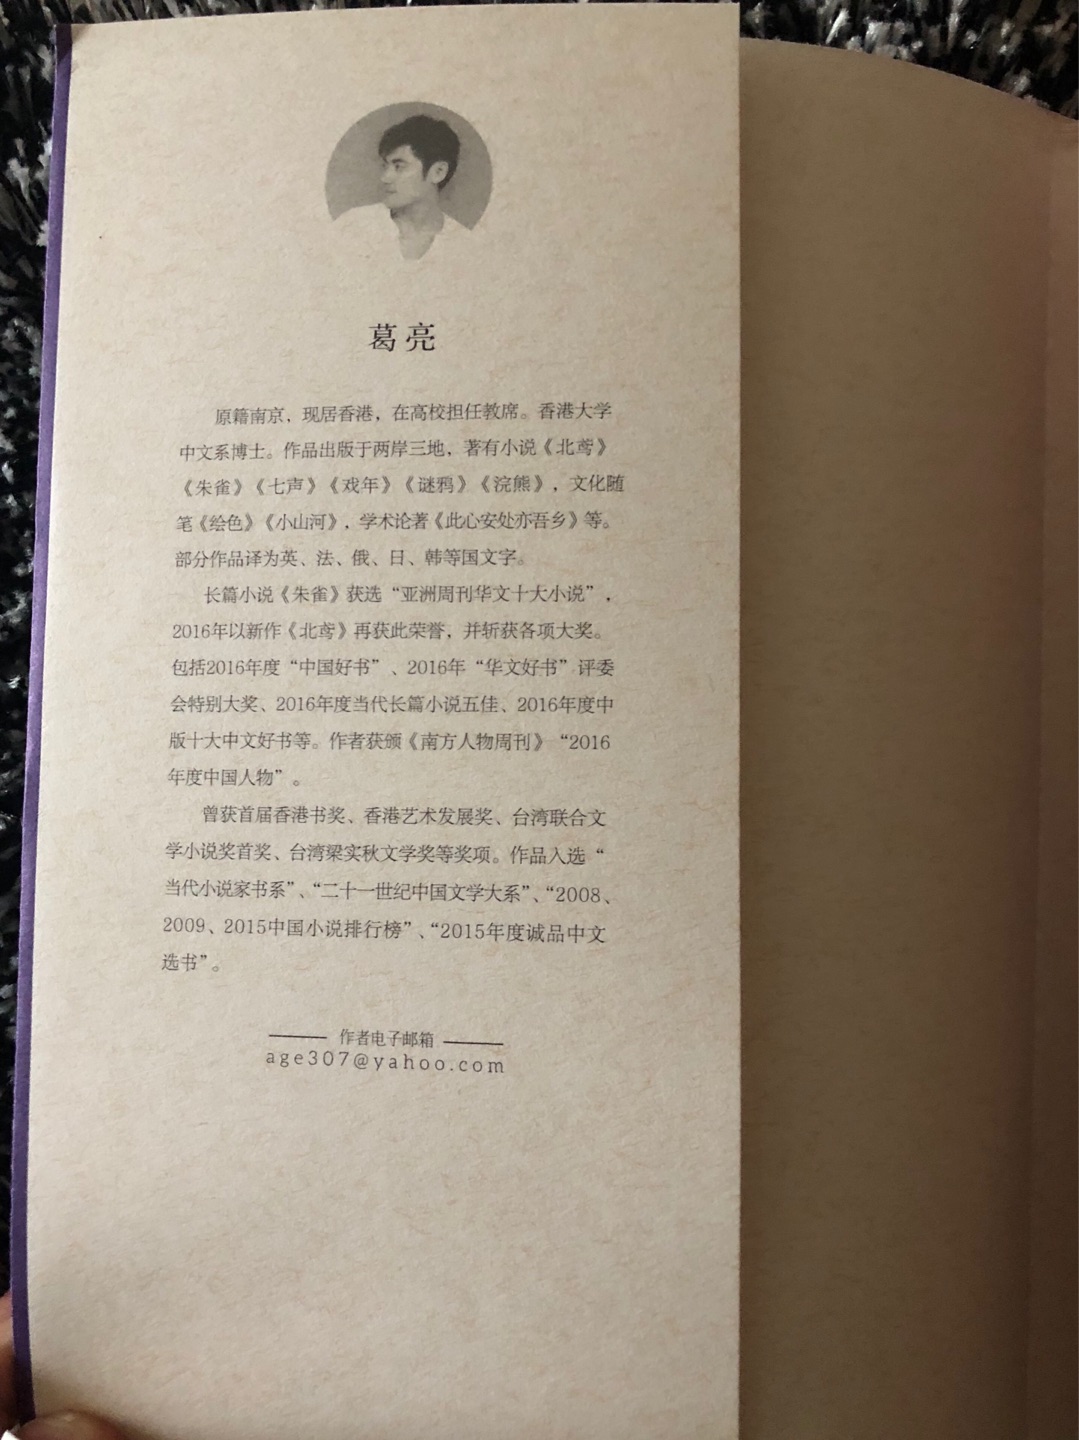 葛亮
原籍南京，现居香港，在高校担任教席。香港大学
中文系博士。作品出版于两岸三地，著有小说《北鸢》
《朱雀》《七声》《戏年》《谜鸦》《浣熊》，文化随
笔《绘色》《小山河》，学术论著《此心安处亦吾乡》等。
部分作品译为英、法、俄、日、韩等国文字。
长篇小说《朱雀》获选“亚洲周刊华文十大小说”，
2016年以新作《北鸢》再获此荣誉，并斩获各项大奖。
包括2016年度“中国好书”、2016年“华文好书”评委
会特别大奖、2016年度当代长篇小说五佳、2016年度中
版十大中文好书等。作者获颁《南方人物周刊》“2016
年度中国人物”。
曾获首届香港书奖、香港艺术发展奖、台湾联合文
学小说奖首奖、台湾梁实秋文学奖等奖项。作品入选“
当代小说家书系”、“二十一世纪中国文学大系”、“2008、
2009、2015中国小说排行榜”、“2015年度诚品中文
选书”。
作者电子邮箱
age307@yahoo.com